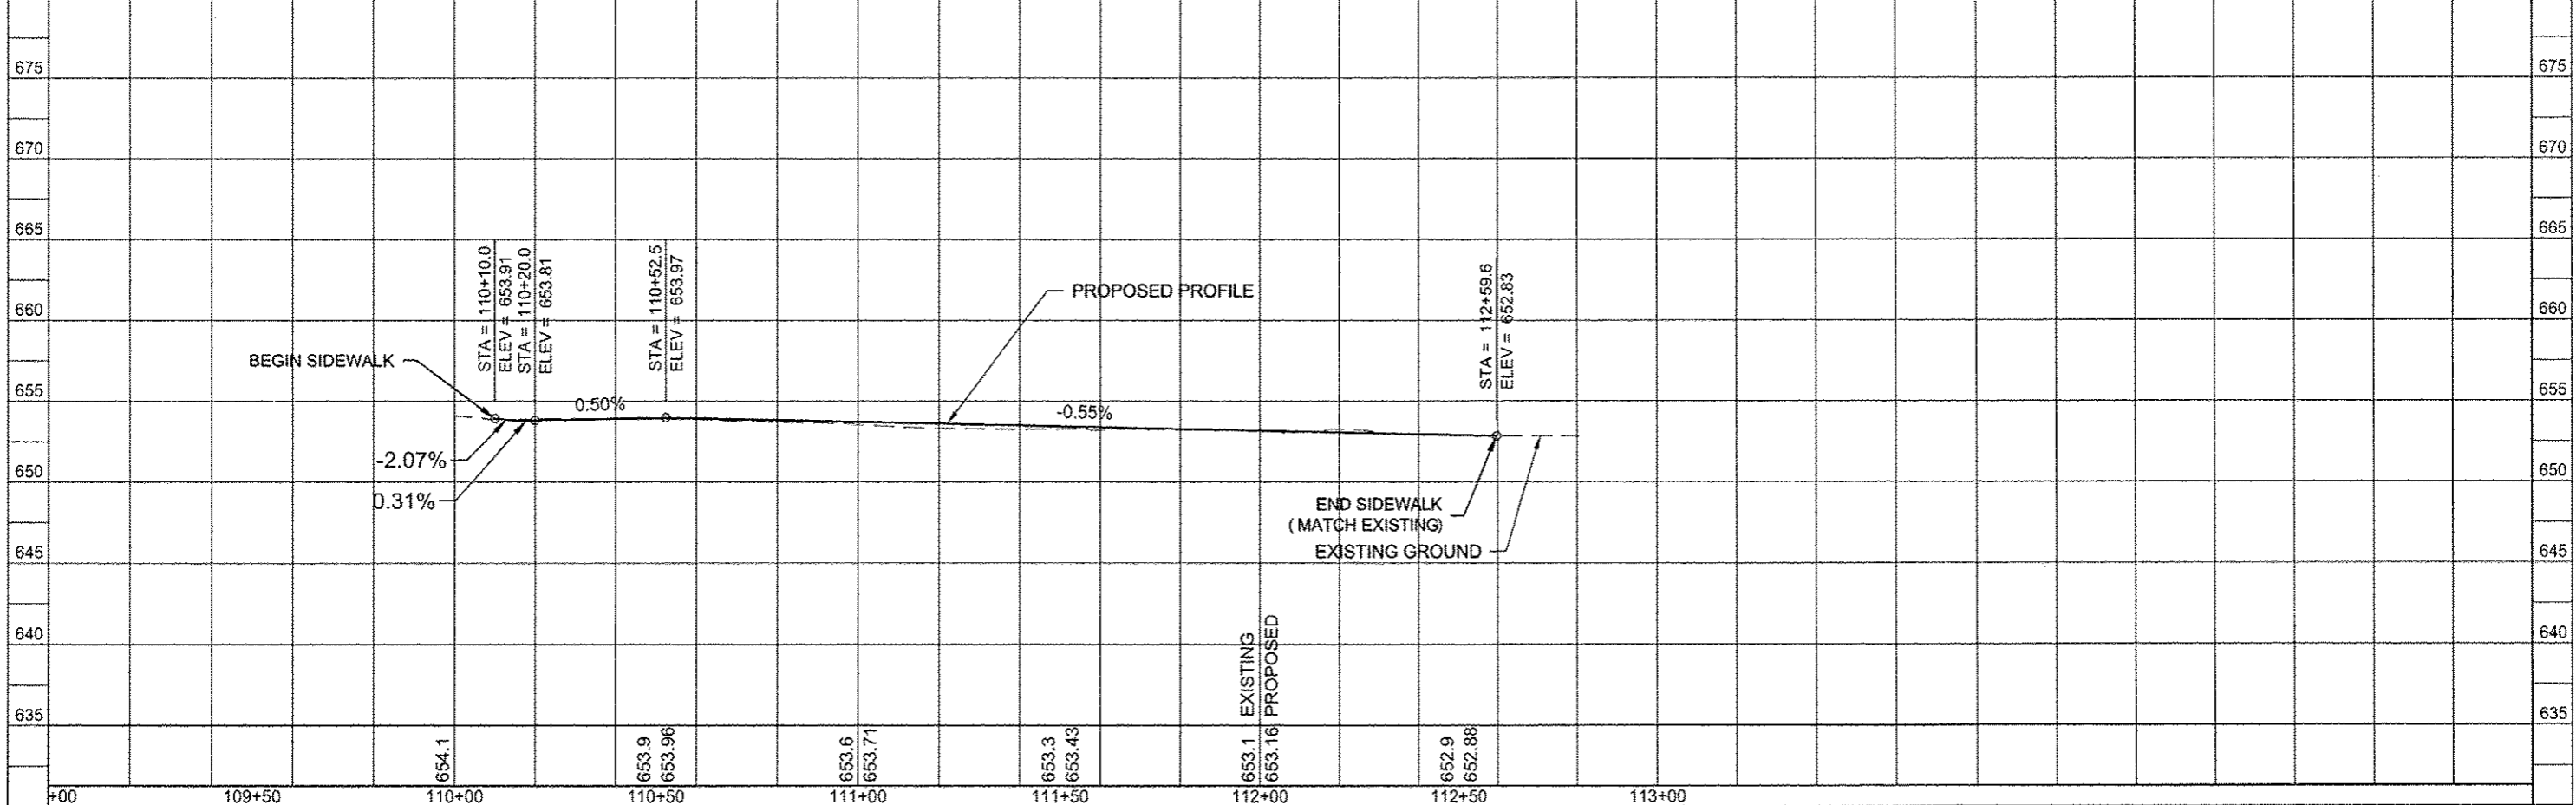 675
675
670
670
665
665
STA = 110+10.0
ELEV = 653.91
STA = 110+20.0
ELEV = 653.81
STA = 110+52.5
ELEV = 653.97
STA = 112+59.6
ELEV = 652.83
PROPOSED PROFILE
660
660
BEGIN SIDEWALK
655
655
0.50%
-0.55%
-2.07%
650
650
0.31%
END SIDEWALK
(MATCH EXISTING)
EXISTING GROUND
645
645
640
640
EXISTING
PROPOSED
635
635
654.1
653.9
653.96
653.6
653.71
653.3
653.43
653.1
653.16
652.9
652.88
+00
109+50
110+00
110+50
111+00
111+50
112+00
112+50
113+00